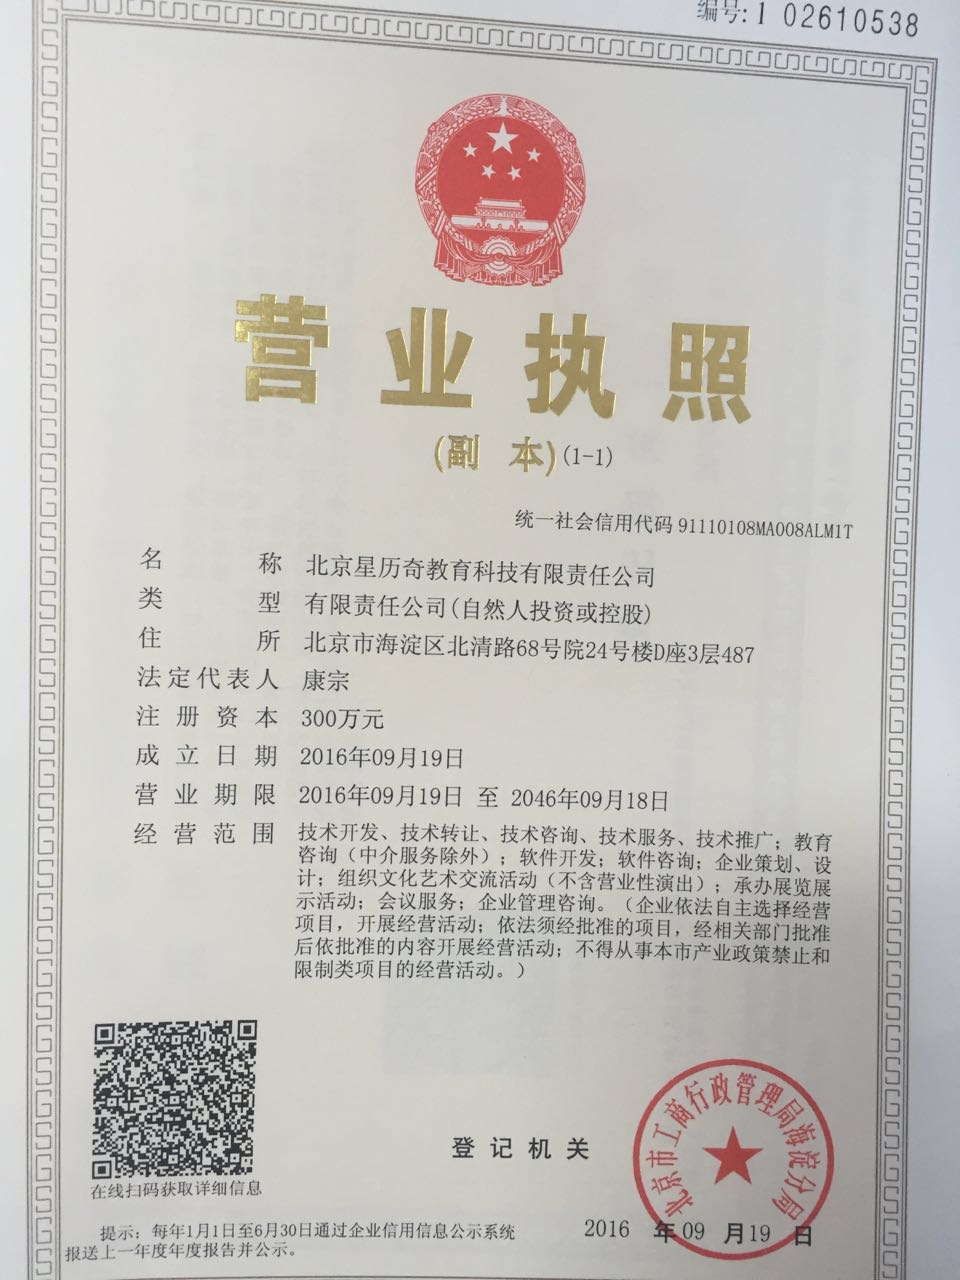 编号:1 02610538
营业执照
(副 本)(1-1)
统一社会信用代码 91110108MA008ALM1T
名 称 北京星历奇教育科技有限责任公司
类 型 有限责任公司(自然人投资或控股)
住 所 北京市海淀区北清路68号院24号楼D座3层487
法定代表人 康宗
注册资本 300万元
成立日期 2016年09月19日
营业期限 2016年09月19日 至 2046年09月18日
经营范围 技术开发、技术转让、技术咨询、技术服务、技术推广；教育
咨询（中介服务除外）；软件开发；软件咨询；企业策划、设
计；组织文化艺术交流活动（不含营业性演出）；承办展览展
示活动；会议服务；企业管理咨询。（企业依法自主选择经营
项目，开展经营活动；依法须经批准的项目，经相关部门批准
后依批准的内容开展经营活动；不得从事本市产业政策禁止和
限制类项目的经营活动。）
在线扫码获取详细信息
登记机关
北京市工商行政管理局海淀分局
2016 年 09 月 19 日
提示：每年1月1日至6月30日通过企业信用信息公示系统
报送上一年度年度报告并公示。